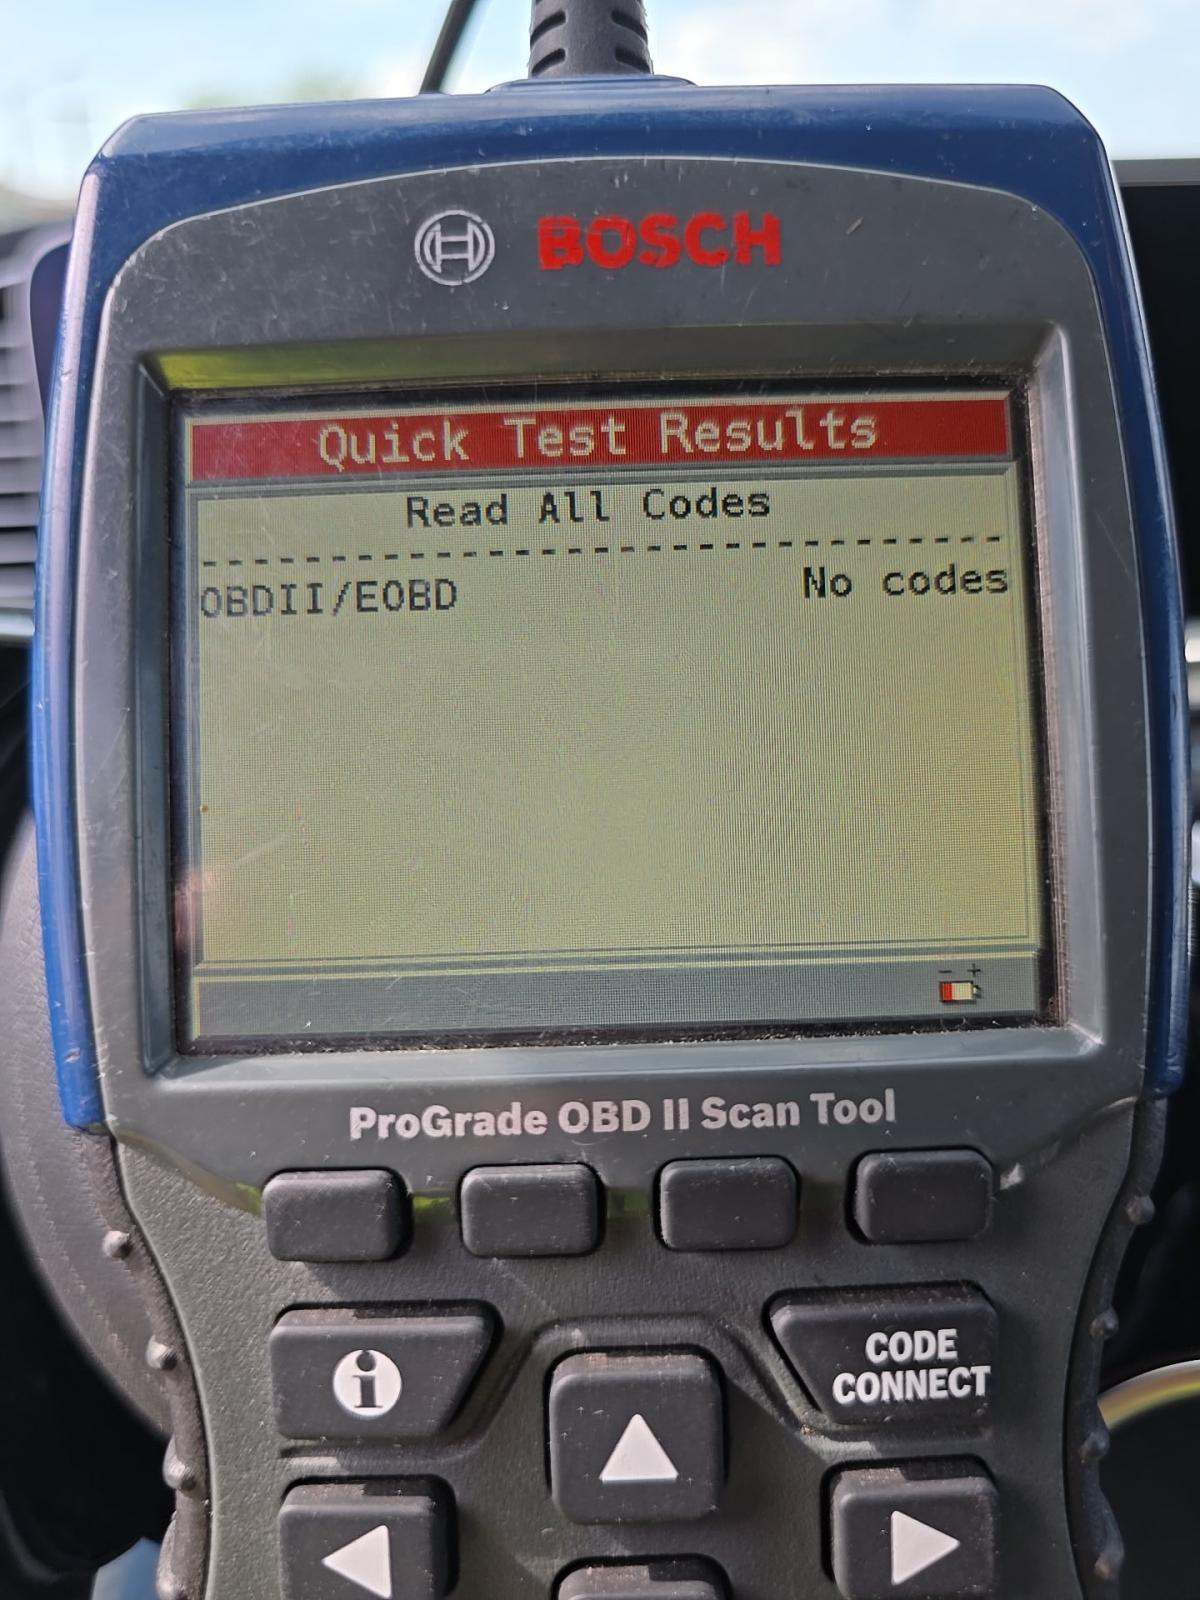 BOSCH
Quick Test Results
Read All Codes
--------------------------------
OBDII/EOBD No codes
- +
ProGrade OBD II Scan Tool
i
CODE
CONNECT